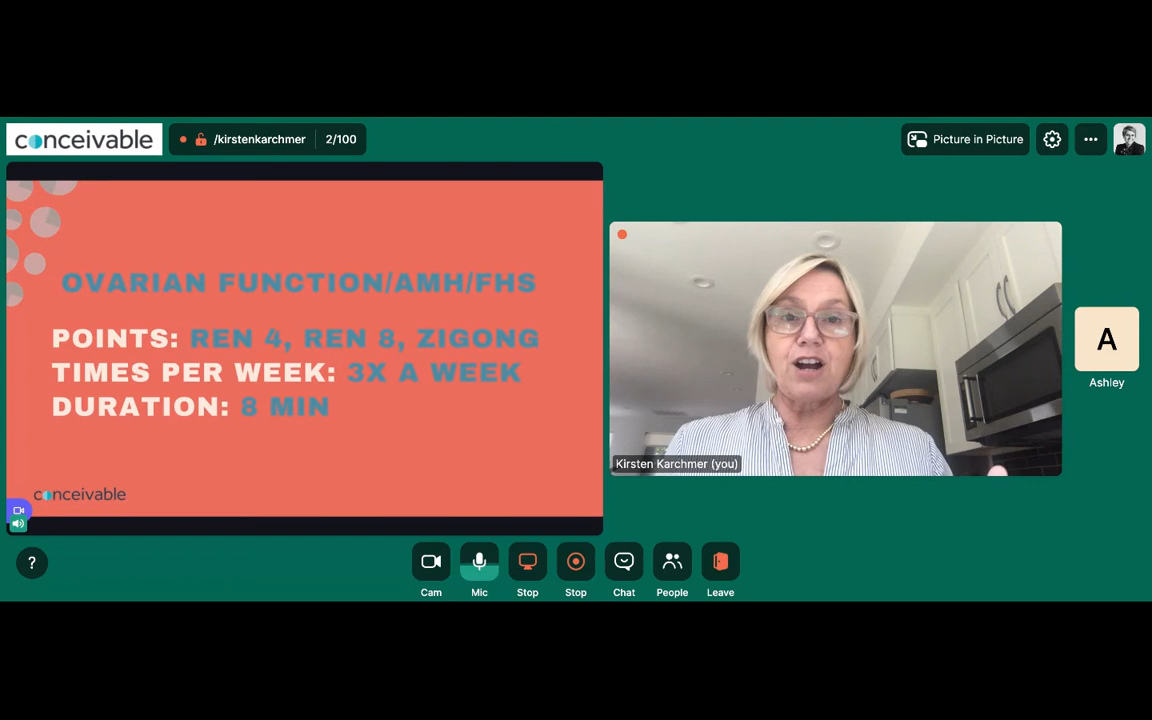 conceivable
/kirstenkarchmer
2/100
Picture in Picture
OVARIAN FUNCTION/AMH/FHS
POINTS: REN 4, REN 8, ZIGONG
TIMES PER WEEK: 3X A WEEK
DURATION: 8 MIN
conceivable
Kirsten Karchmer (you)
A
Ashley
?
Cam
Mic
Stop
Stop
Chat
People
Leave